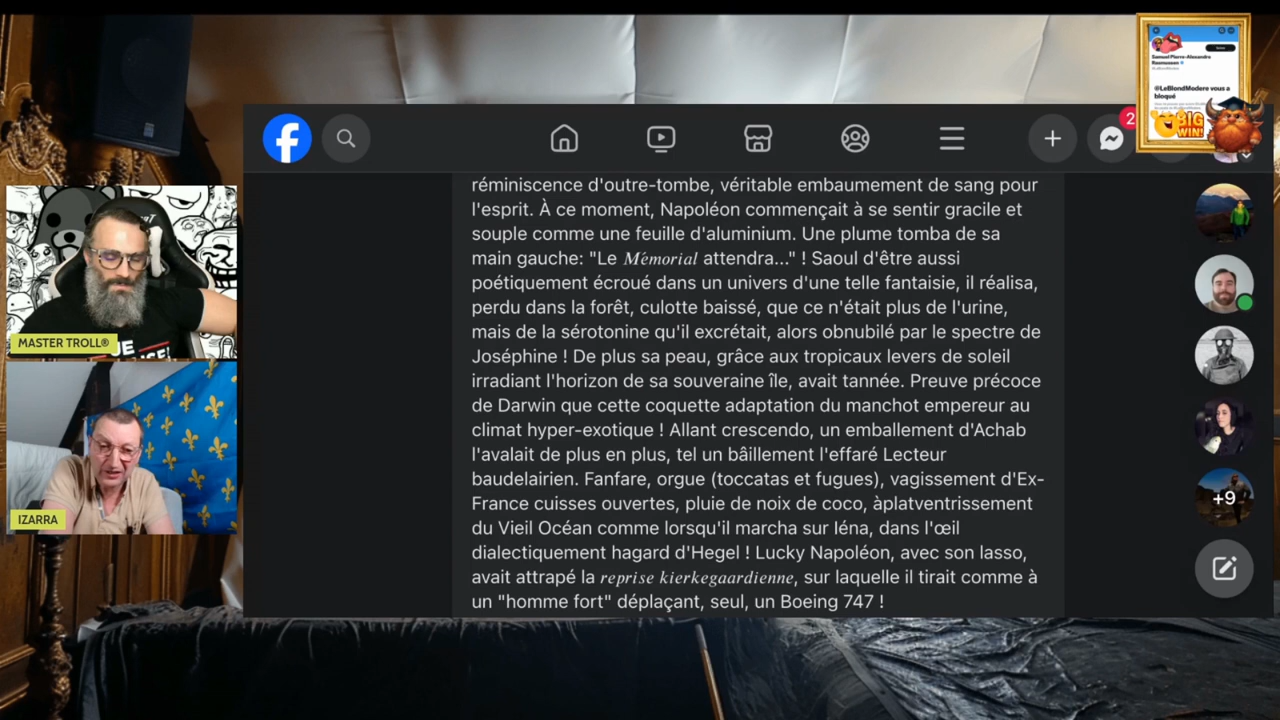 Samuel Pierre-Alexandre
@LeBlondModere vous a
bloqué
BIG
WIN!
2
réminiscence d'outre-tombe, véritable embaumement de sang pour
l'esprit. À ce moment, Napoléon commençait à se sentir gracile et
souple comme une feuille d'aluminium. Une plume tomba de sa
main gauche: "Le Mémorial attendra..." ! Saoul d'être aussi
poétiquement écroué dans un univers d'une telle fantaisie, il réalisa,
perdu dans la forêt, culotte baissé, que ce n'était plus de l'urine,
mais de la sérotonine qu'il excrétait, alors obnubilé par le spectre de
Joséphine ! De plus sa peau, grâce aux tropicaux levers de soleil
irradiant l'horizon de sa souveraine île, avait tannée. Preuve précoce
de Darwin que cette coquette adaptation du manchot empereur au
climat hyper-exotique ! Allant crescendo, un emballement d'Achab
l'avalait de plus en plus, tel un bâillement l'effaré Lecteur
baudelairien. Fanfare, orgue (toccatas et fugues), vagissement d'Ex-
France cuisses ouvertes, pluie de noix de coco, àplatventrissement
du Vieil Océan comme lorsqu'il marcha sur Iéna, dans l'œil
dialectiquement hagard d'Hegel ! Lucky Napoléon, avec son lasso,
avait attrapé la reprise kierkegaardienne, sur laquelle il tirait comme à
un "homme fort" déplaçant, seul, un Boeing 747 !
+9
MASTER TROLL®
IZARRA